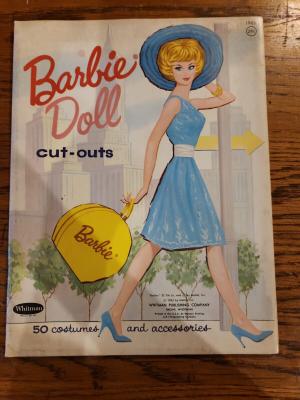 Barbie®
Doll
cut-outs
Barbie
WHITMAN PUBLISHING COMPANY
Whitman
50 costumes and accessories